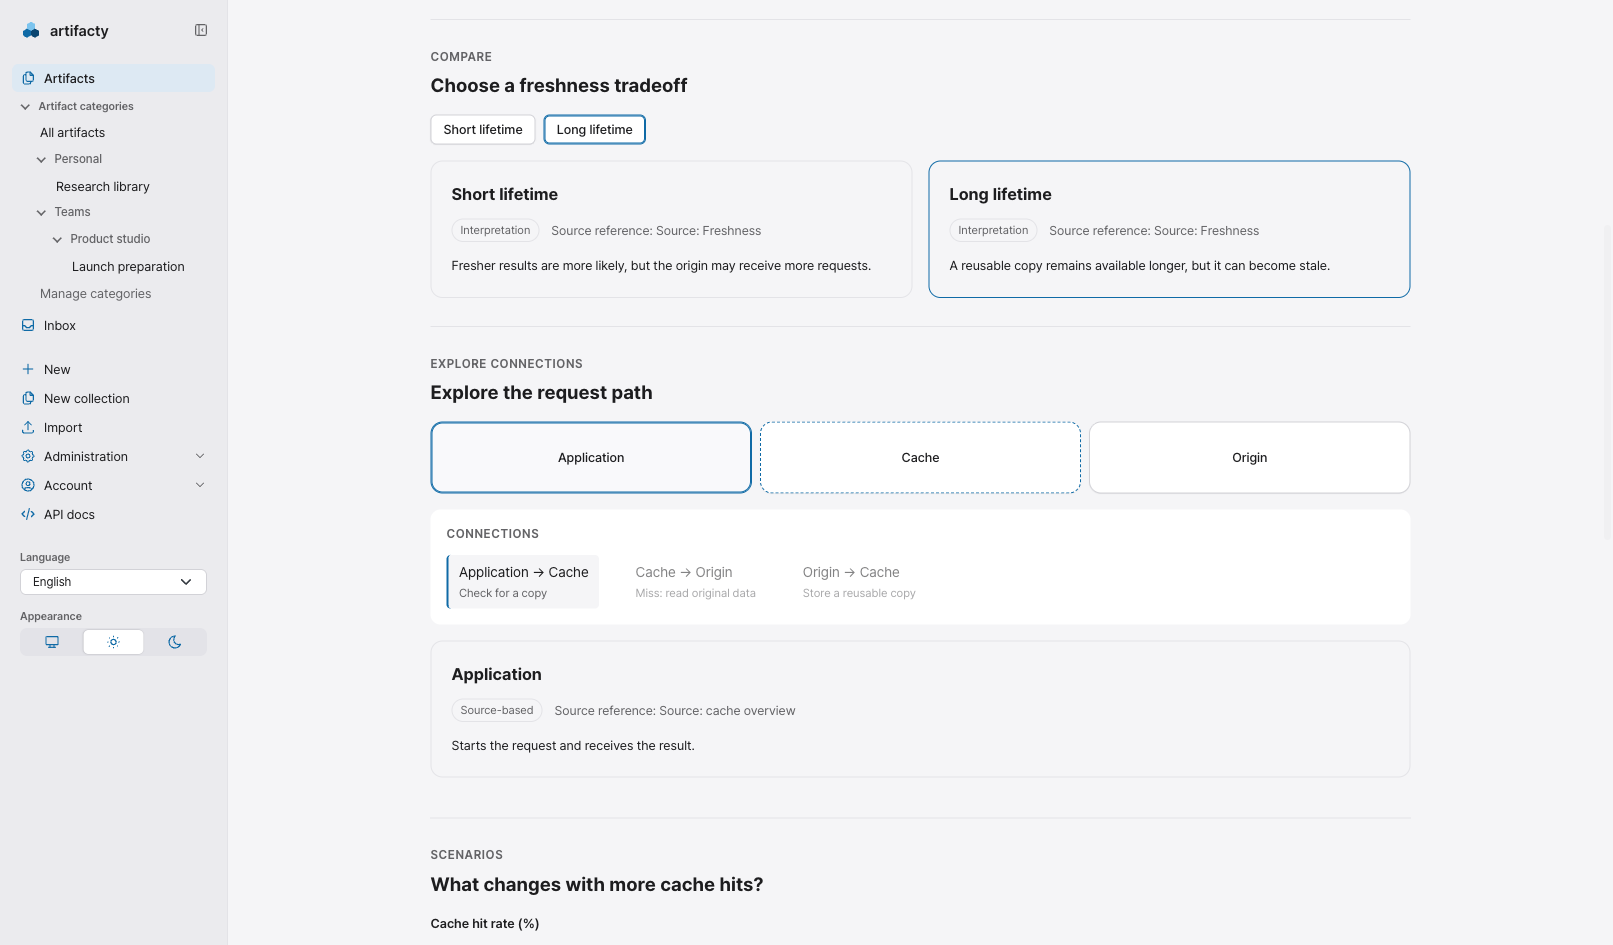 artifacty
Artifacts
Artifact categories
All artifacts
Personal
Research library
Teams
Product studio
Launch preparation
Manage categories
Inbox
New
New collection
Import
Administration
Account
API docs
Language
English
Appearance
COMPARE
Choose a freshness tradeoff
Short lifetime
Long lifetime
Short lifetime
Interpretation
Source reference: Source: Freshness
Fresher results are more likely, but the origin may receive more requests.
Long lifetime
Interpretation
Source reference: Source: Freshness
A reusable copy remains available longer, but it can become stale.
EXPLORE CONNECTIONS
Explore the request path
Application
Cache
Origin
CONNECTIONS
Application → Cache
Check for a copy
Cache → Origin
Miss: read original data
Origin → Cache
Store a reusable copy
Application
Source-based
Source reference: Source: cache overview
Starts the request and receives the result.
SCENARIOS
What changes with more cache hits?
Cache hit rate (%)